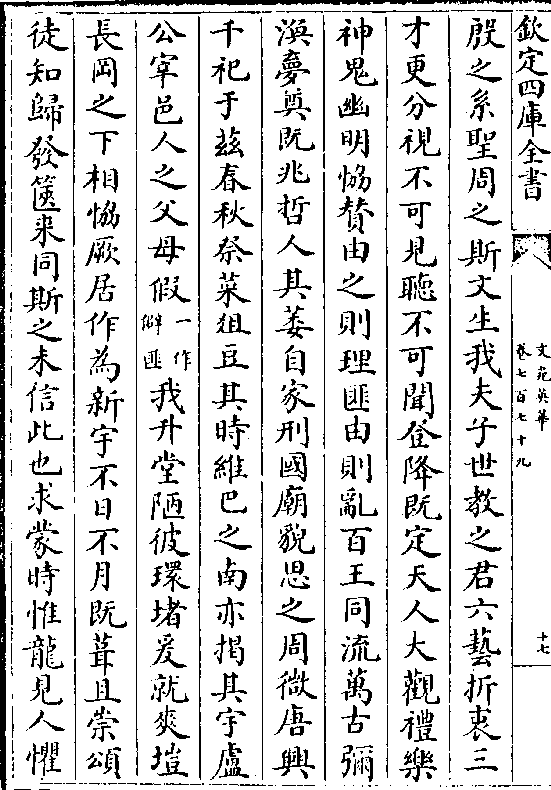 欽定四庫全書
文苑英華
卷七百七十九
十七
殷之系聖周之斯文生我夫子世教之君六藝折衷三
才更分視不可見聽不可聞登降既定天人大觀禮樂
神鬼幽明恊賛由之則理匪由則亂百王同流萬古彌
渙夢奠既兆哲人其萎自家刑國廟貌思之周微唐興
千祀于兹春秋祭菜俎豆其時維巴之南亦揭其宇盧
公宰邑人之父母假一作僻匪我升堂陋彼環堵爰就爽塏
長岡之下相恊厥居作為新宇不日不月既葺且崇頌
徒知歸發篋来同斯之未信此也求蒙時惟龍見人懼